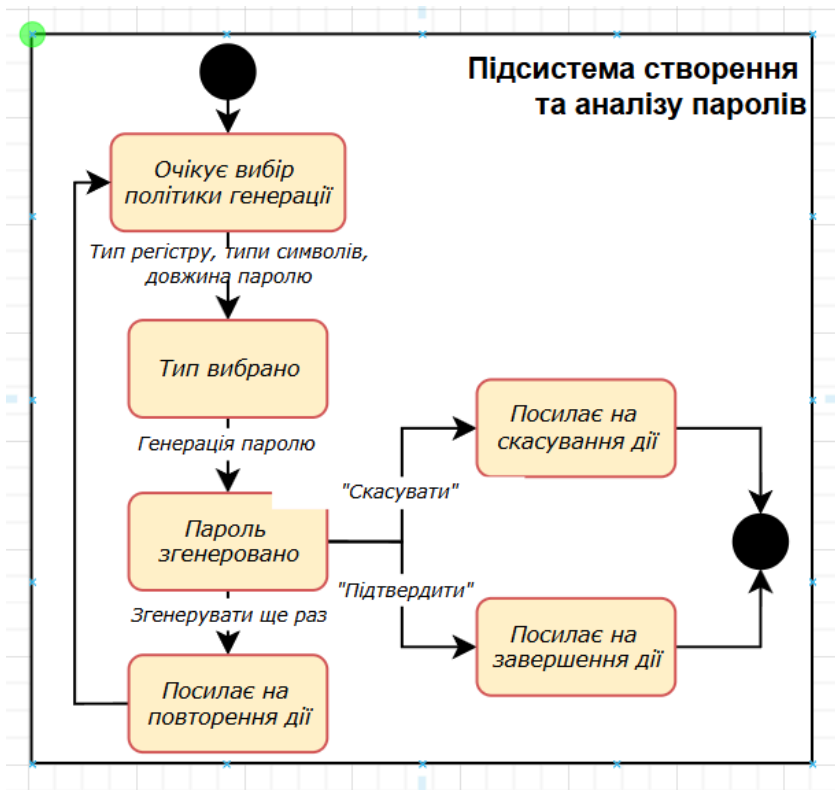 Підсистема створення
та аналізу паролів
Очікує вибір
політики генерації
Тип регістру, типи символів,
довжина паролю
Тип вибрано
Генерація паролю
Пароль
згенеровано
Згенерувати ще раз
Посилає на
повторення дії
"Скасувати"
Посилає на
скасування дії
"Підтвердити"
Посилає на
завершення дії